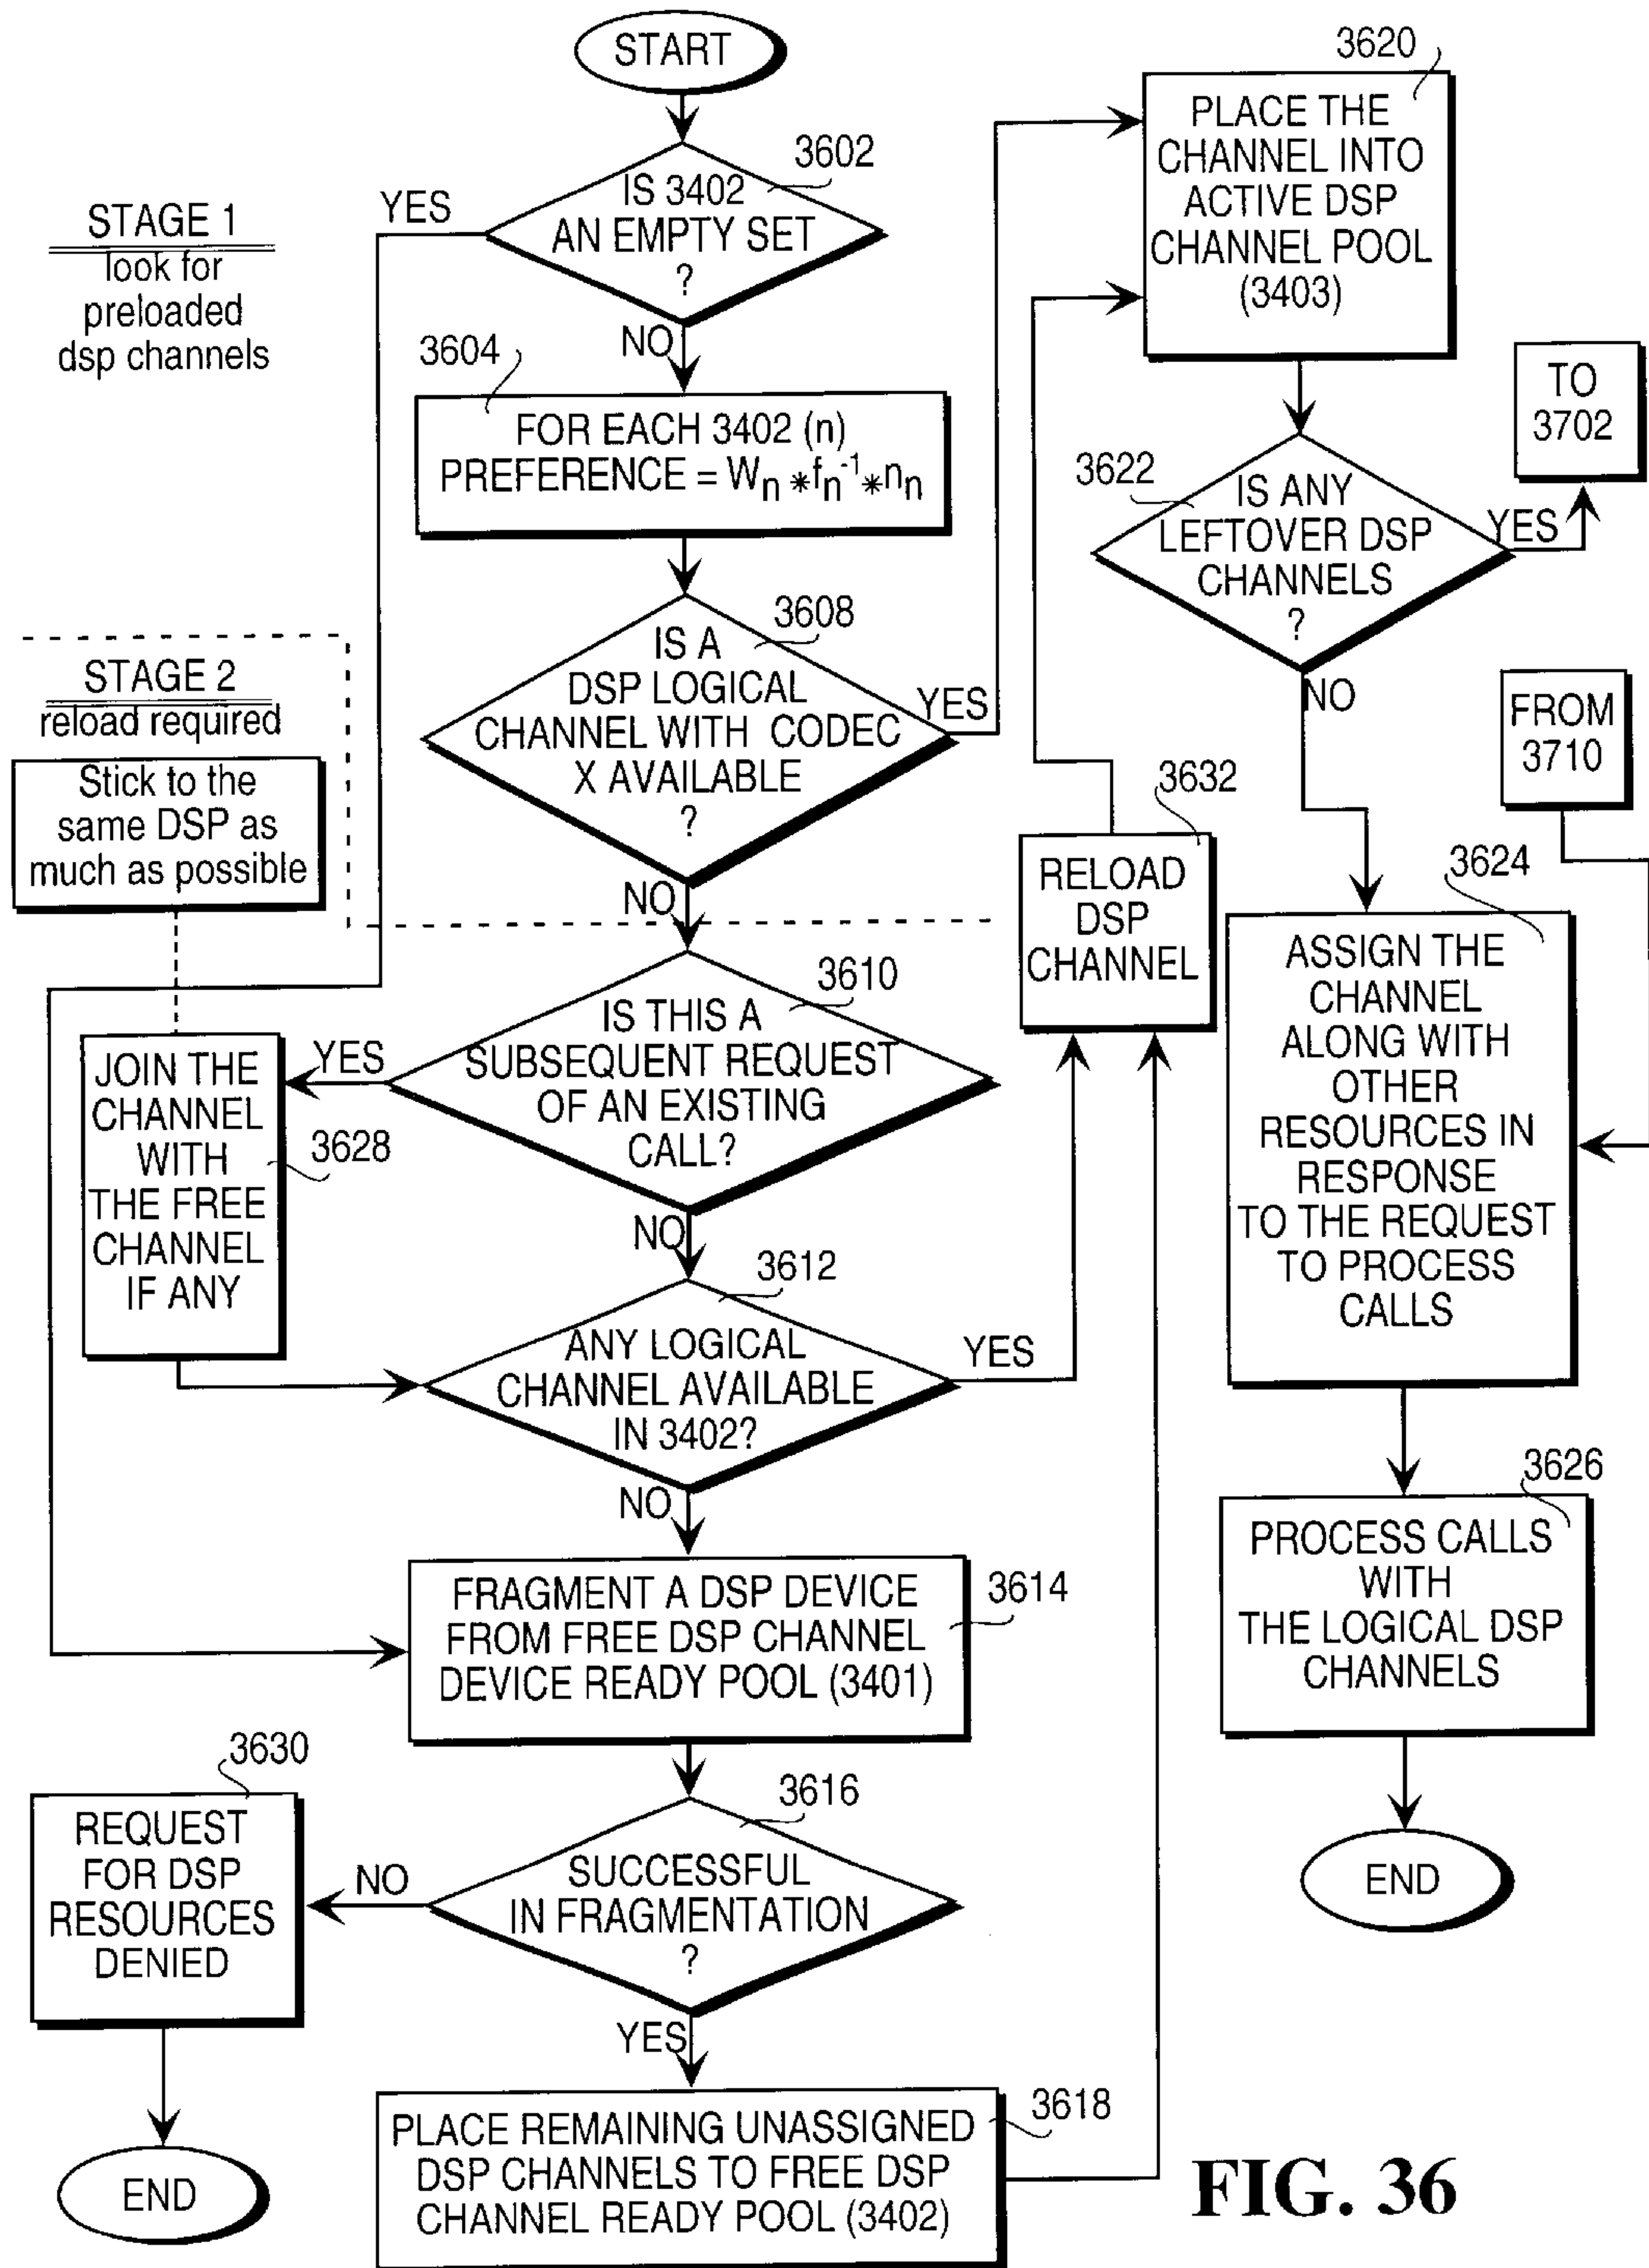 START
3602
IS 3402
AN EMPTY SET
?
YES
NO
STAGE 1
look for
preloaded
dsp channels
3604
FOR EACH 3402 (n)
PREFERENCE = Wn *fn-1*nn
3608
IS A
DSP LOGICAL
CHANNEL WITH CODEC
X AVAILABLE
?
YES
NO
STAGE 2
reload required
Stick to the
same DSP as
much as possible
3610
IS THIS A
SUBSEQUENT REQUEST
OF AN EXISTING
CALL?
YES
NO
JOIN THE
CHANNEL
WITH
THE FREE
CHANNEL
IF ANY
3628
3612
ANY LOGICAL
CHANNEL AVAILABLE
IN 3402?
YES
NO
FRAGMENT A DSP DEVICE
FROM FREE DSP CHANNEL
DEVICE READY POOL (3401)
3614
3616
SUCCESSFUL
IN FRAGMENTATION
?
NO
YES
3630
REQUEST
FOR DSP
RESOURCES
DENIED
END
PLACE REMAINING UNASSIGNED
DSP CHANNELS TO FREE DSP
CHANNEL READY POOL (3402)
3618
3632
RELOAD
DSP
CHANNEL
3620
PLACE THE
CHANNEL INTO
ACTIVE DSP
CHANNEL POOL
(3403)
3622
IS ANY
LEFTOVER DSP
CHANNELS
?
YES
NO
TO
3702
FROM
3710
3624
ASSIGN THE
CHANNEL
ALONG WITH
OTHER
RESOURCES IN
RESPONSE
TO THE REQUEST
TO PROCESS
CALLS
3626
PROCESS CALLS
WITH
THE LOGICAL DSP
CHANNELS
END
FIG. 36